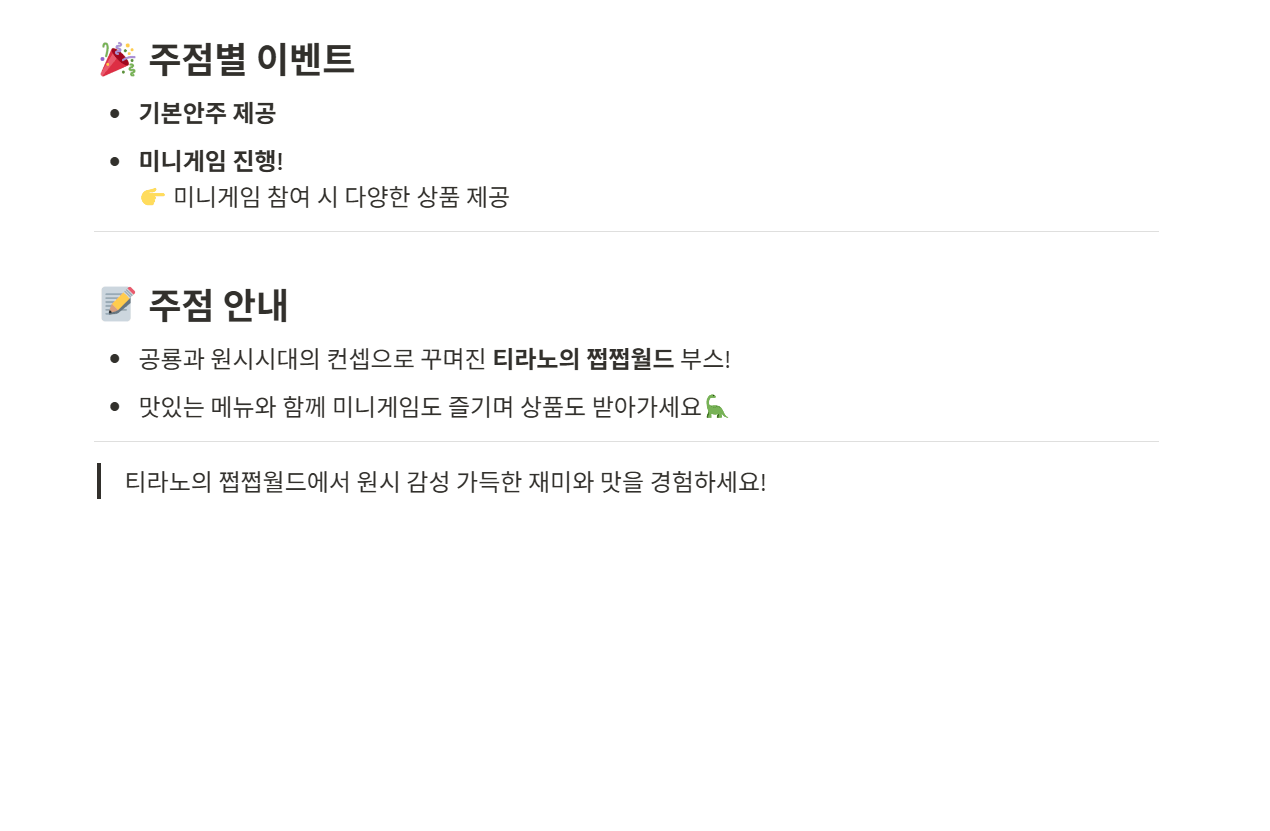 🎉 주점별 이벤트
• 기본안주 제공
• 미니게임 진행!
👉 미니게임 참여 시 다양한 상품 제공
📝 주점 안내
• 공룡과 원시시대의 컨셉으로 꾸며진 티라노의 쩝쩝월드 부스!
• 맛있는 메뉴와 함께 미니게임도 즐기며 상품도 받아가세요🦕
티라노의 쩝쩝월드에서 원시 감성 가득한 재미와 맛을 경험하세요!